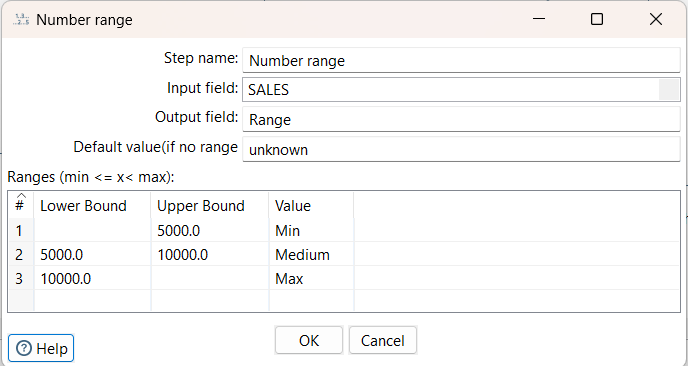 Number range
Step name: Number range
Input field: SALES
Output field: Range
Default value(if no range unknown
Ranges (min <= x< max):
# Lower Bound Upper Bound Value
1 5000.0 Min
2 5000.0 10000.0 Medium
3 10000.0 Max
Help OK Cancel